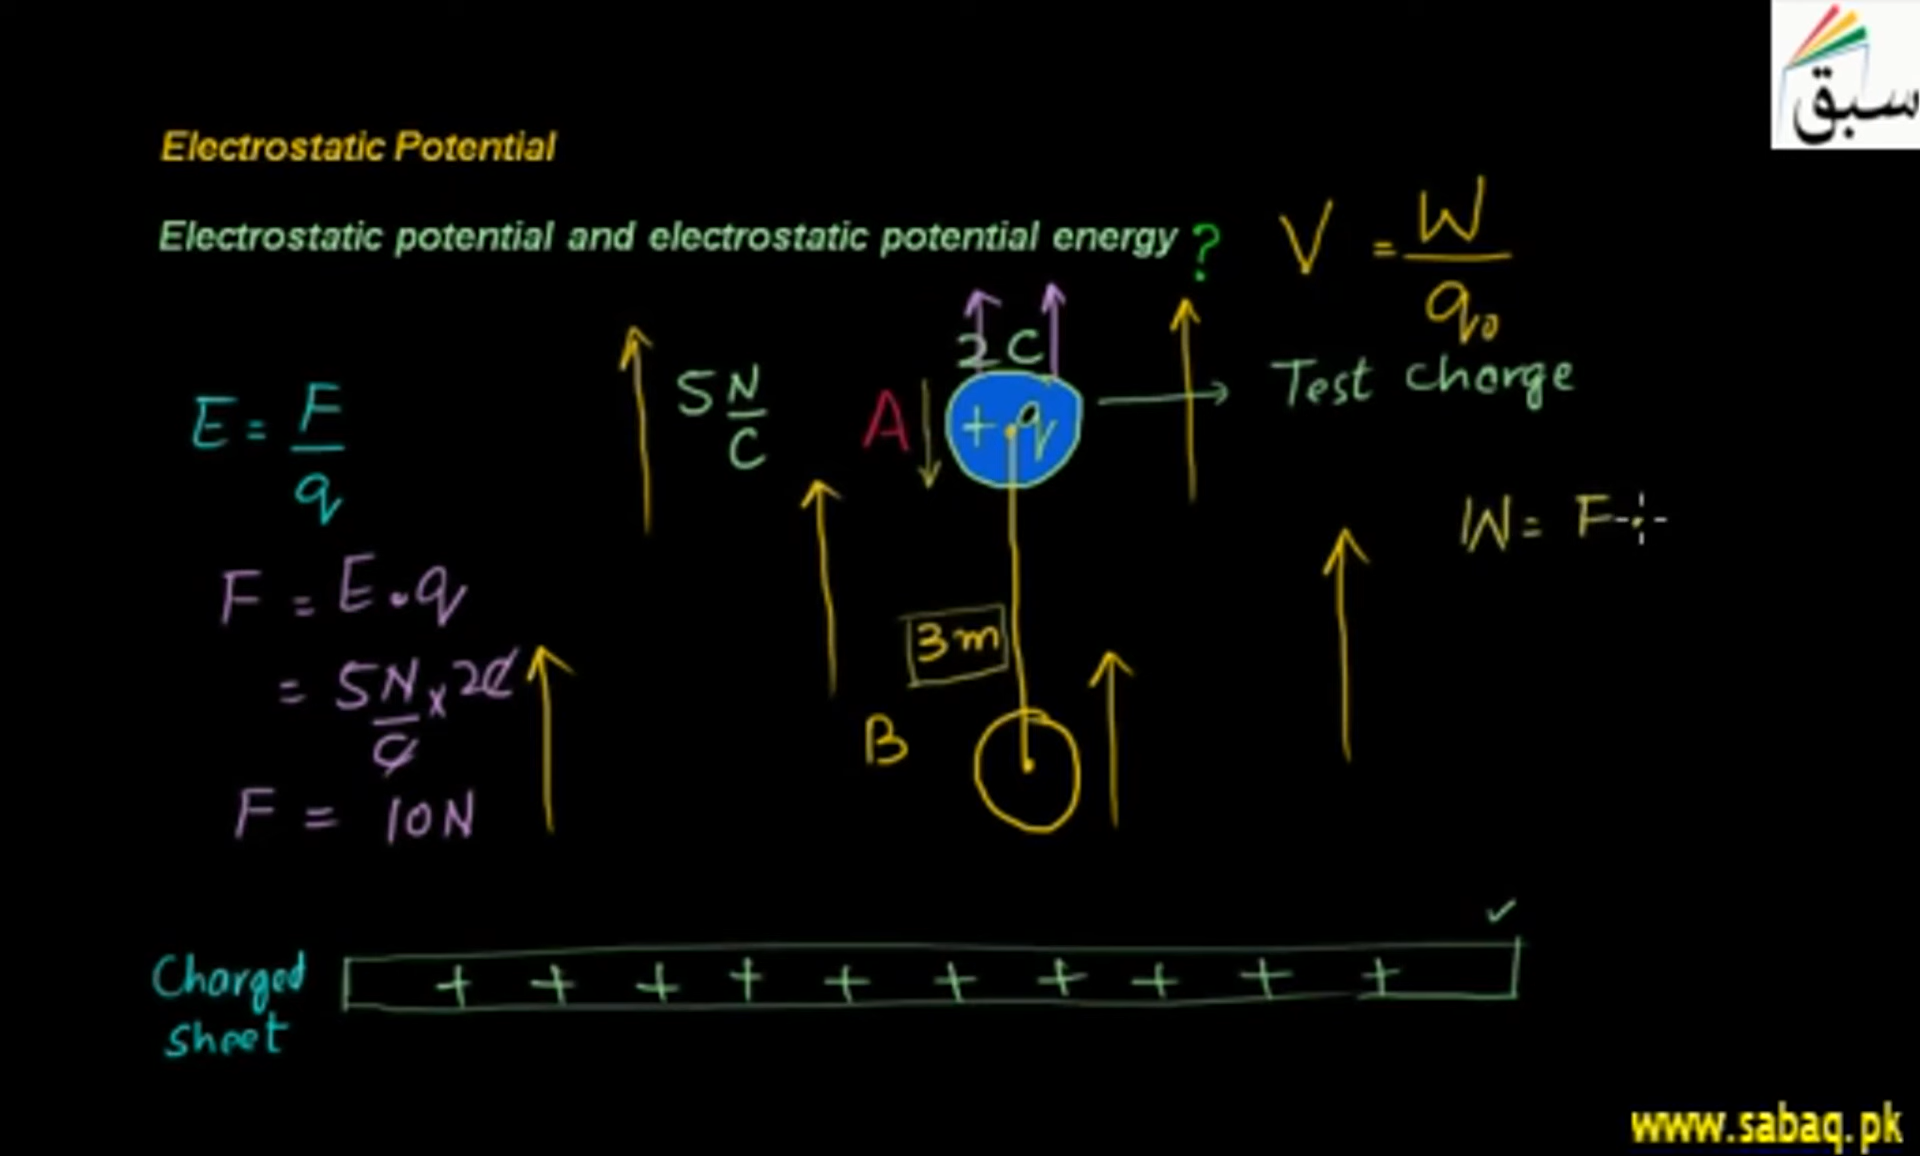 سبق
Electrostatic Potential
Electrostatic potential and electrostatic potential energy ?
V = W / q₀
E = F / q
F = E . q
= 5 N/C x 2C
F = 10N
5 N/C
2 C
A
+ q
Test charge
W = F .
3m
B
Charged
sheet
+ + + + + + + + + +
www.sabaq.pk